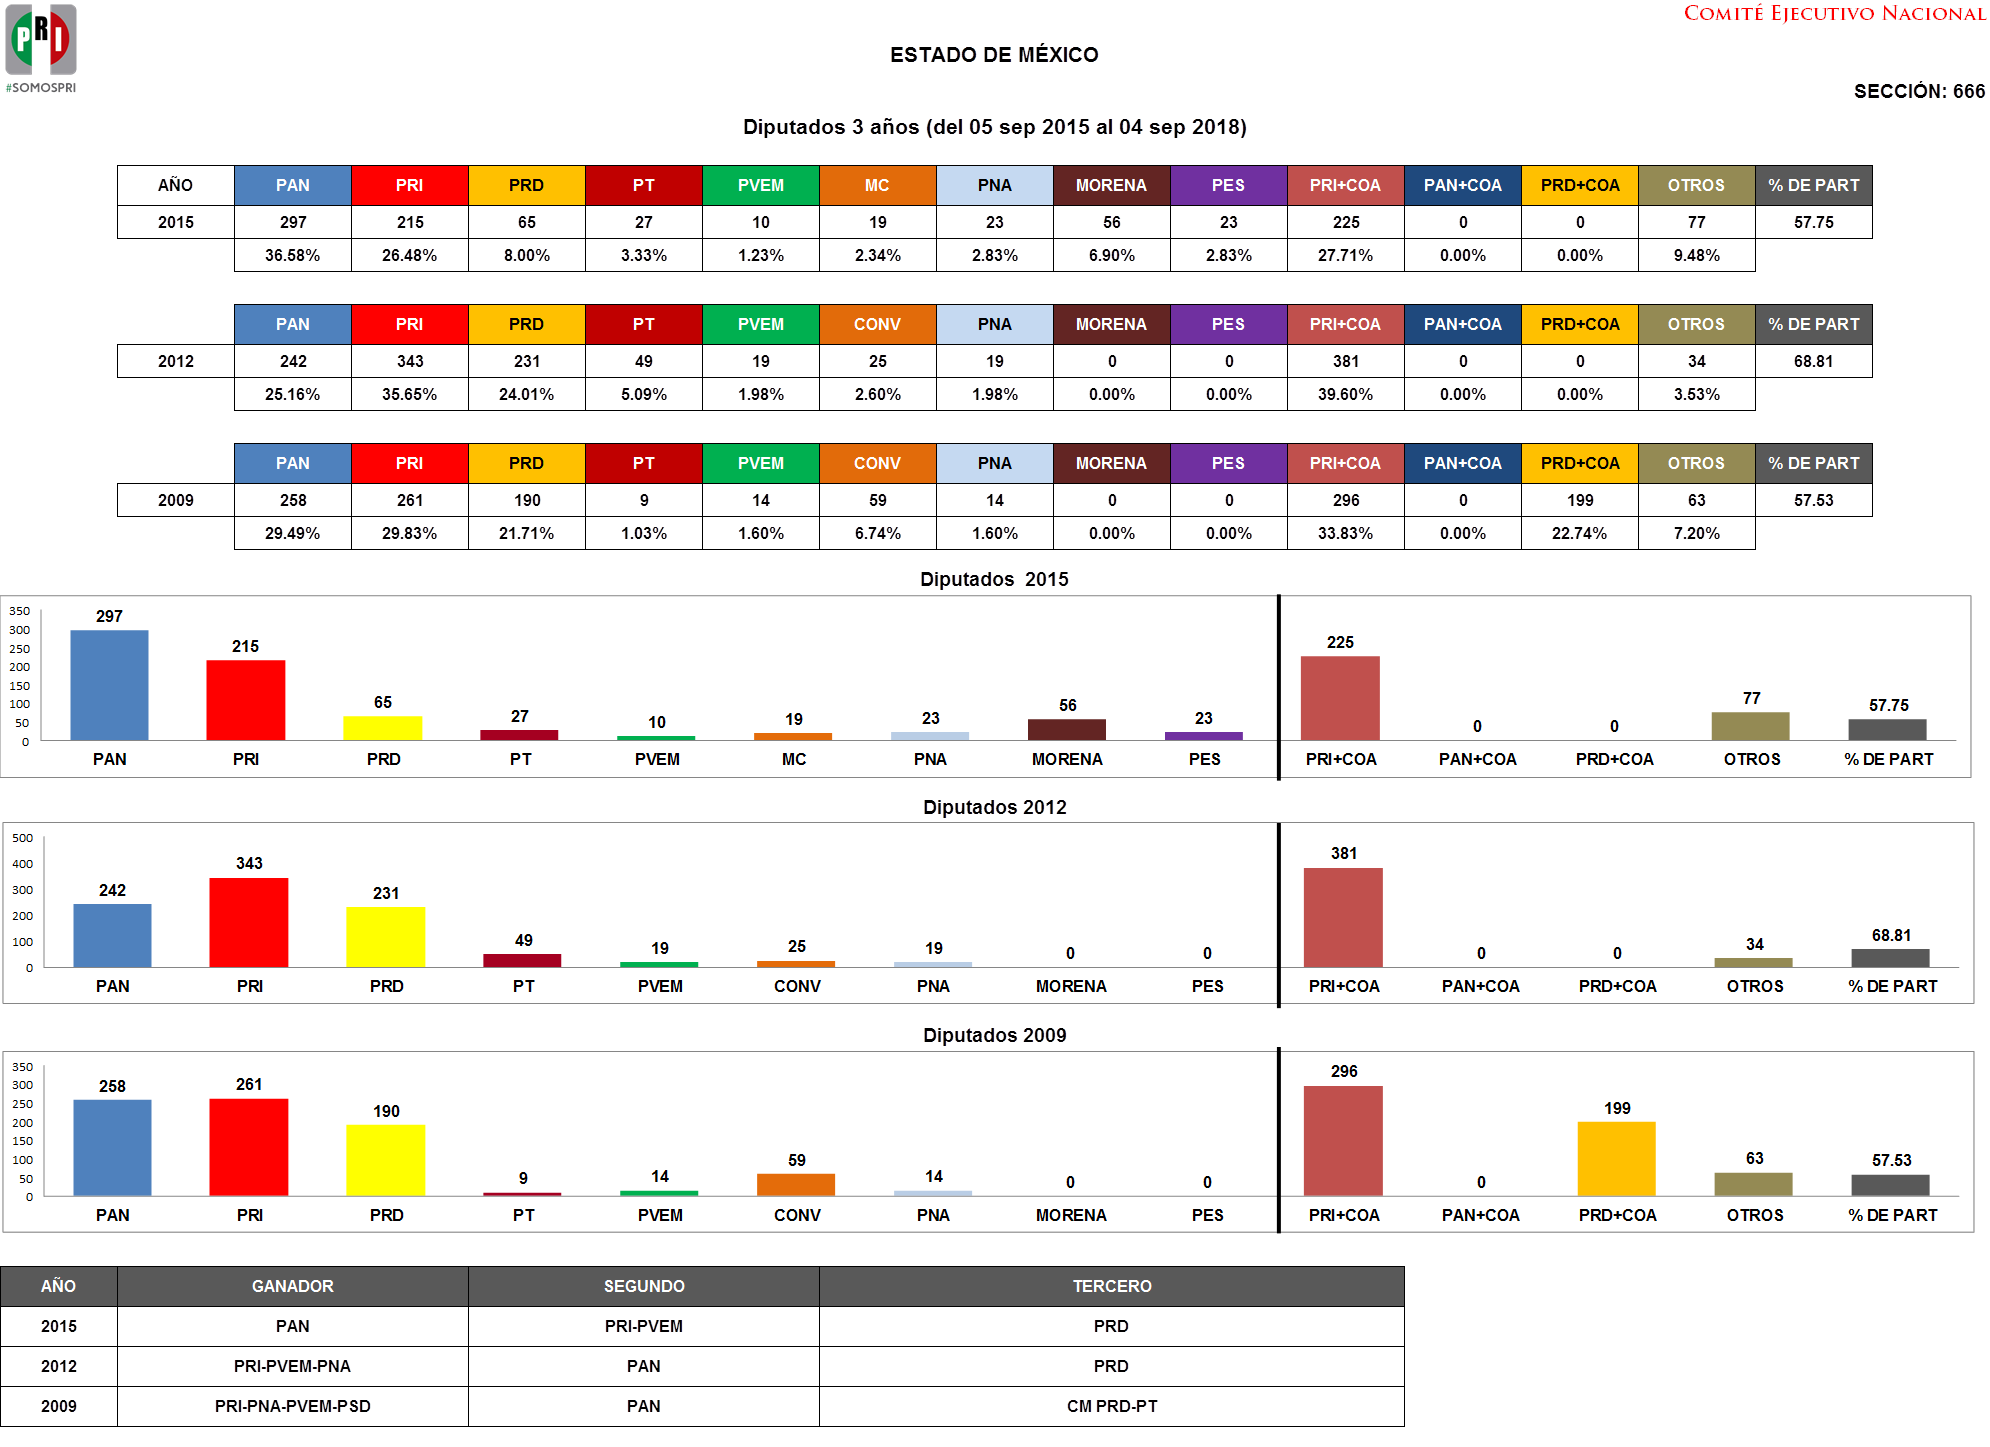 PRI
#SOMOSPRI
COMITÉ EJECUTIVO NACIONAL
ESTADO DE MÉXICO
SECCIÓN: 666
Diputados 3 años (del 05 sep 2015 al 04 sep 2018)
AÑO PAN PRI PRD PT PVEM MC PNA MORENA PES PRI+COA PAN+COA PRD+COA OTROS % DE PART
2015 297 215 65 27 10 19 23 56 23 225 0 0 77 57.75
36.58% 26.48% 8.00% 3.33% 1.23% 2.34% 2.83% 6.90% 2.83% 27.71% 0.00% 0.00% 9.48%
PAN PRI PRD PT PVEM CONV PNA MORENA PES PRI+COA PAN+COA PRD+COA OTROS % DE PART
2012 242 343 231 49 19 25 19 0 0 381 0 0 34 68.81
25.16% 35.65% 24.01% 5.09% 1.98% 2.60% 1.98% 0.00% 0.00% 39.60% 0.00% 0.00% 3.53%
PAN PRI PRD PT PVEM CONV PNA MORENA PES PRI+COA PAN+COA PRD+COA OTROS % DE PART
2009 258 261 190 9 14 59 14 0 0 296 0 199 63 57.53
29.49% 29.83% 21.71% 1.03% 1.60% 6.74% 1.60% 0.00% 0.00% 33.83% 0.00% 22.74% 7.20%
Diputados 2015
350
300
250
200
150
100
50
0
297 215 65 27 10 19 23 56 23 225 0 0 77 57.75
PAN PRI PRD PT PVEM MC PNA MORENA PES PRI+COA PAN+COA PRD+COA OTROS % DE PART
Diputados 2012
500
400
300
200
100
0
242 343 231 49 19 25 19 0 0 381 0 0 34 68.81
PAN PRI PRD PT PVEM CONV PNA MORENA PES PRI+COA PAN+COA PRD+COA OTROS % DE PART
Diputados 2009
350
300
250
200
150
100
50
0
258 261 190 9 14 59 14 0 0 296 0 199 63 57.53
PAN PRI PRD PT PVEM CONV PNA MORENA PES PRI+COA PAN+COA PRD+COA OTROS % DE PART
AÑO GANADOR SEGUNDO TERCERO
2015 PAN PRI-PVEM PRD
2012 PRI-PVEM-PNA PAN PRD
2009 PRI-PNA-PVEM-PSD PAN CM PRD-PT